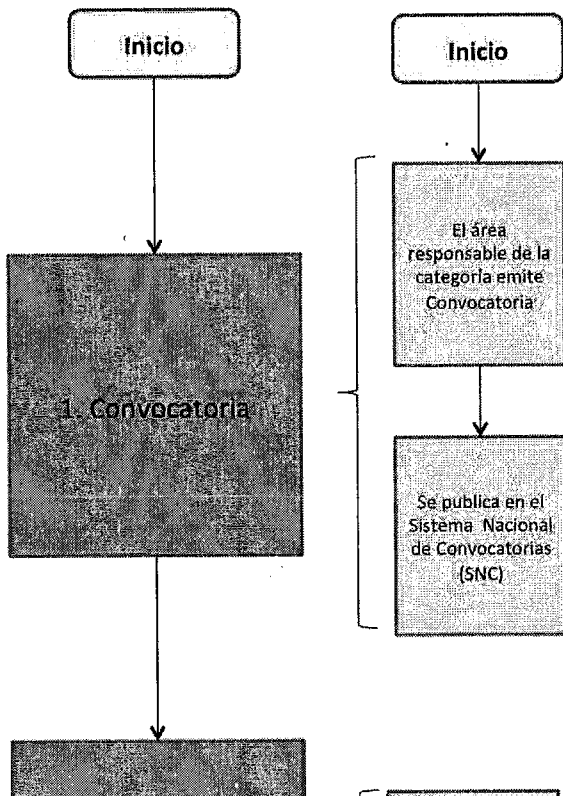 Inicio
Inicio
El área
responsable de la
categoría emite
Convocatoria
1. Convocatoria
Se publica en el
Sistema Nacional
de Convocatorias
(SNC)